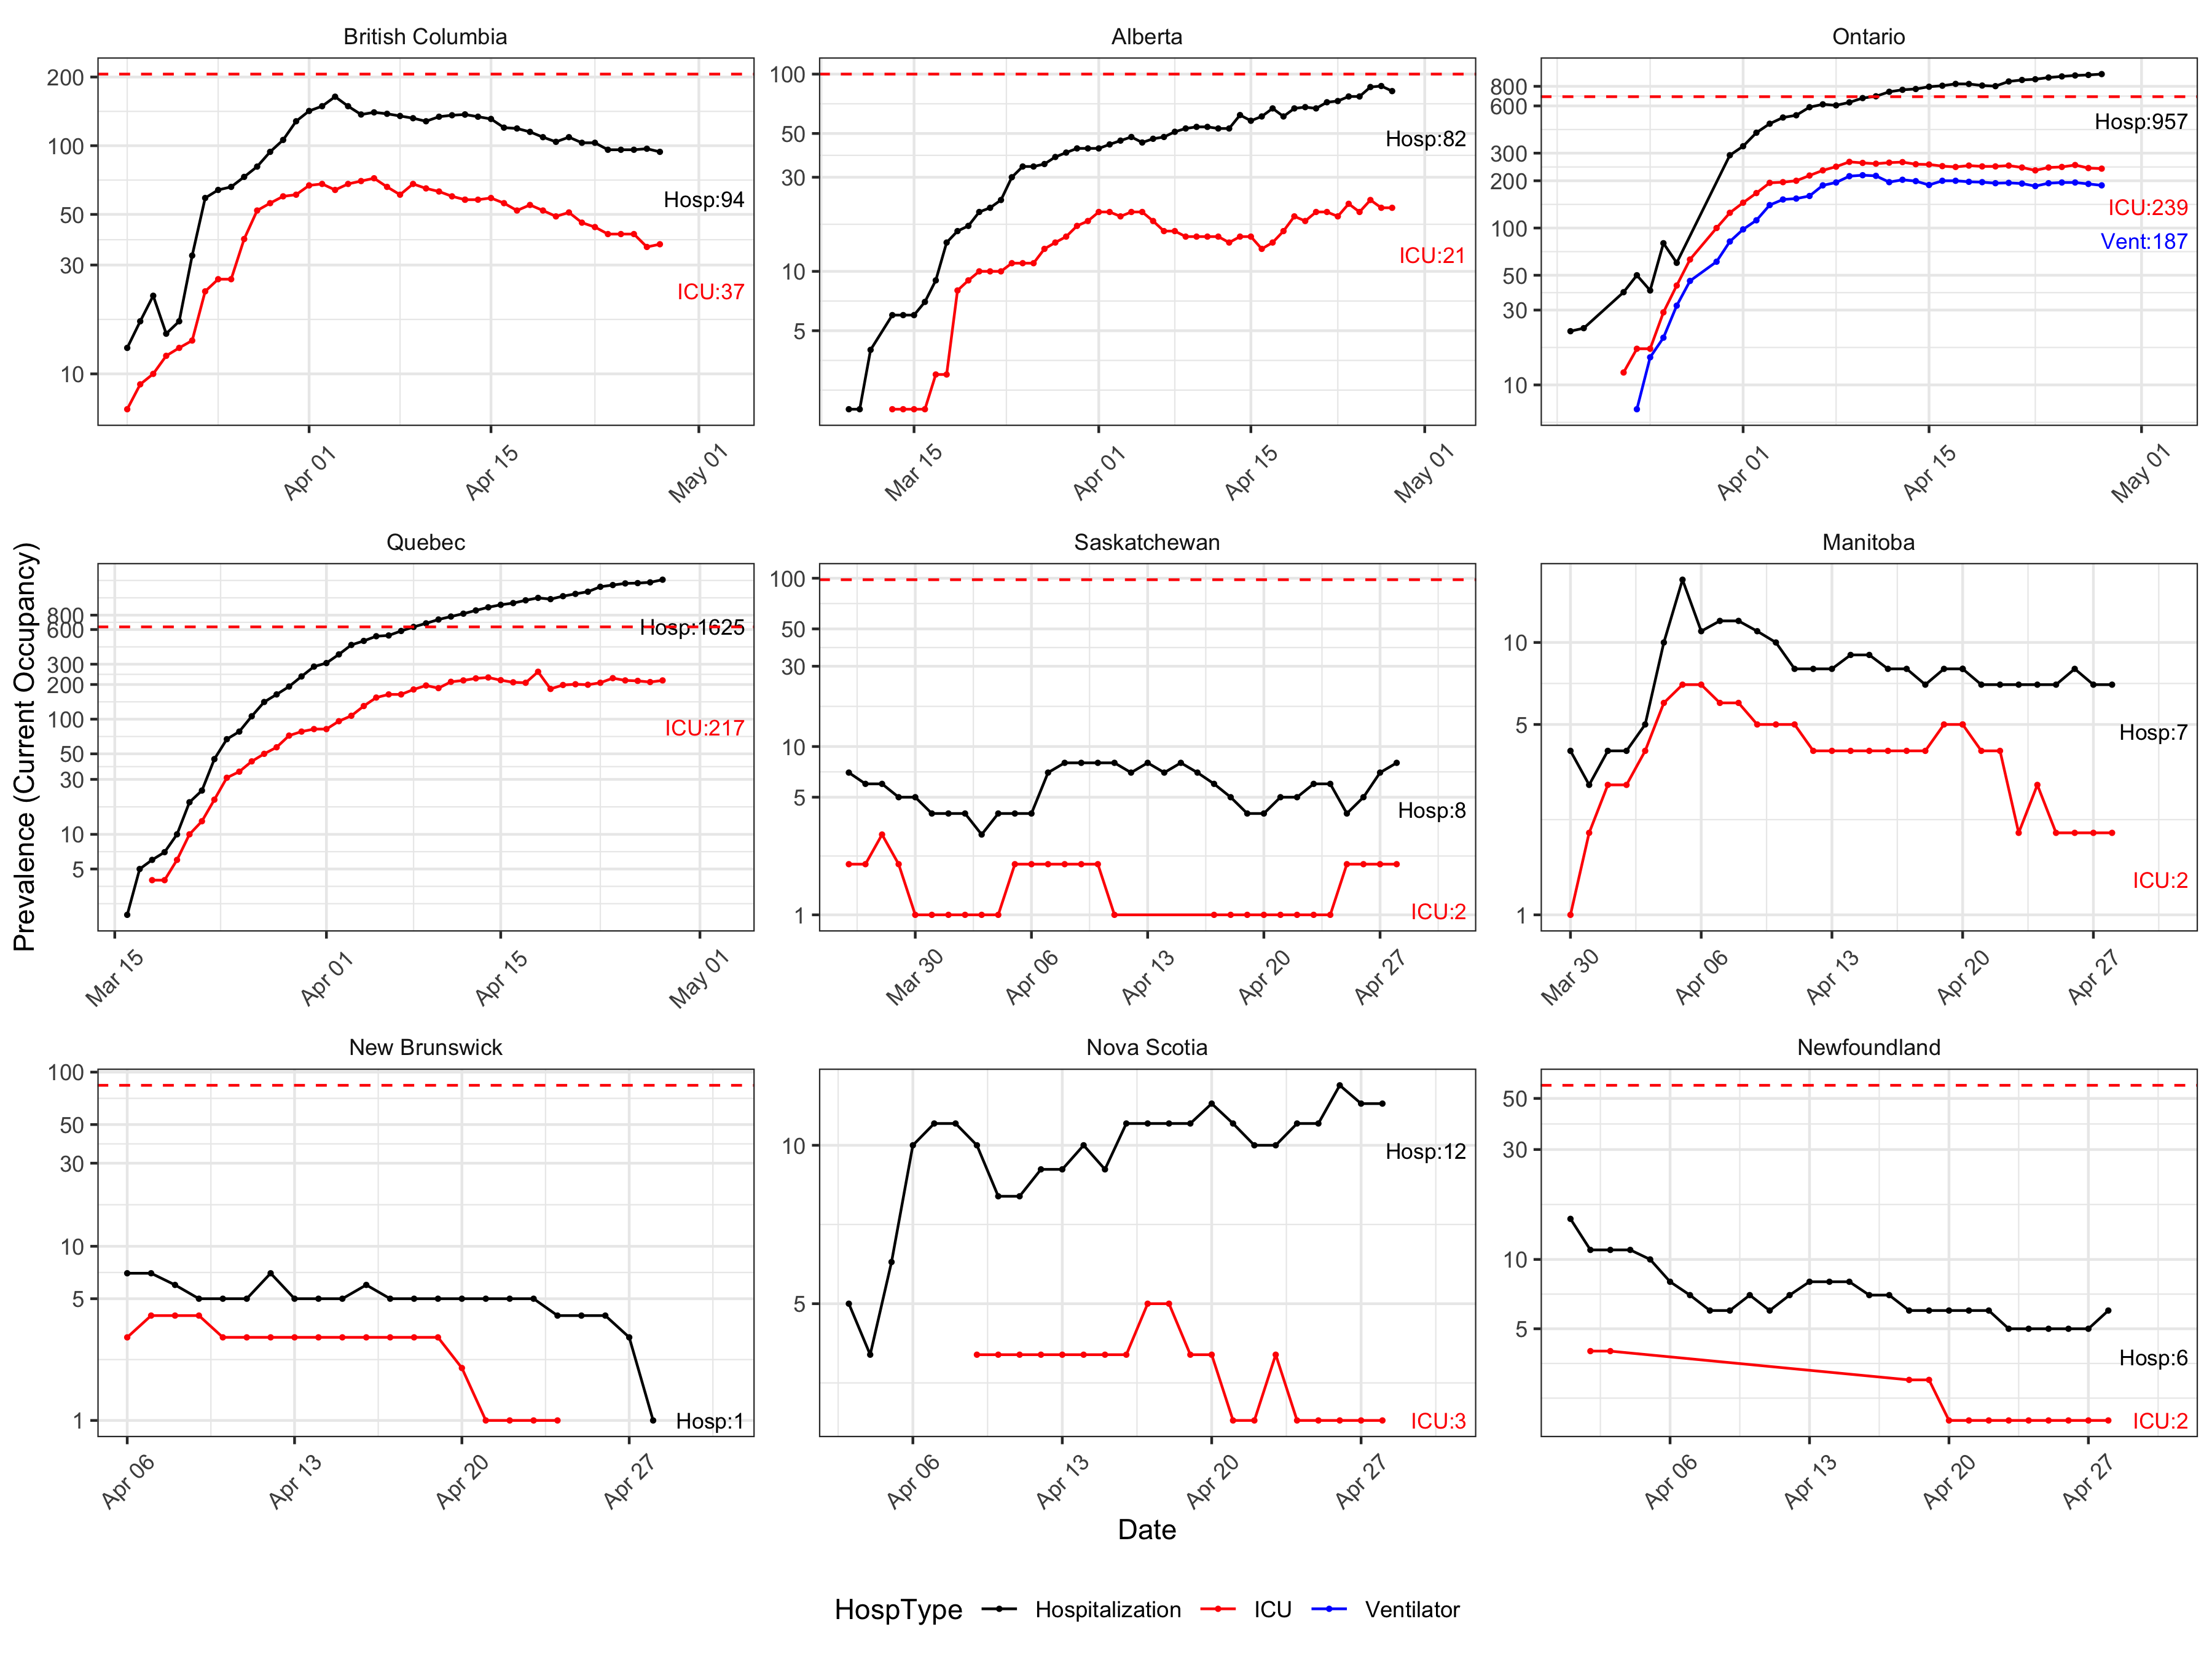 British Columbia
Alberta
Ontario
200
100
50
30
10
Hosp:94
ICU:37
Apr 01
Apr 15
May 01
100
50
30
10
5
Hosp:82
ICU:21
Mar 15
Apr 01
Apr 15
May 01
800
600
300
200
100
50
30
10
Hosp:957
ICU:239
Vent:187
Apr 01
Apr 15
May 01
Prevalence (Current Occupancy)
Quebec
Saskatchewan
Manitoba
800
600
300
200
100
50
30
10
5
Hosp:1625
ICU:217
Mar 15
Apr 01
Apr 15
May 01
100
50
30
10
5
1
Hosp:8
ICU:2
Mar 30
Apr 06
Apr 13
Apr 20
Apr 27
10
5
1
Hosp:7
ICU:2
Mar 30
Apr 06
Apr 13
Apr 20
Apr 27
New Brunswick
Nova Scotia
Newfoundland
100
50
30
10
5
1
Hosp:1
Apr 06
Apr 13
Apr 20
Apr 27
10
5
Hosp:12
ICU:3
Apr 06
Apr 13
Apr 20
Apr 27
50
30
10
5
Hosp:6
ICU:2
Apr 06
Apr 13
Apr 20
Apr 27
Date
HospType Hospitalization ICU Ventilator